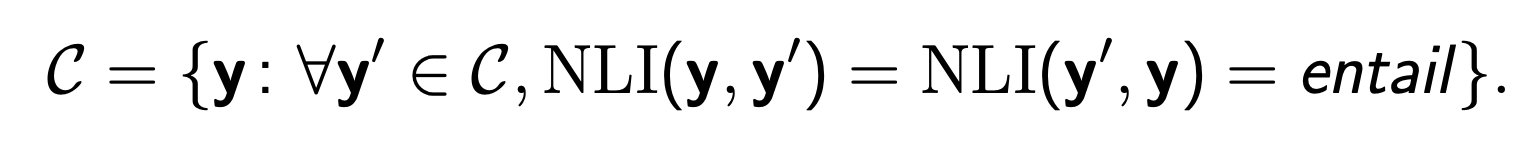 𝒞 = {𝐲: ∀𝐲′ ∈ 𝒞, NLI(𝐲, 𝐲′) = NLI(𝐲′, 𝐲) = entail}.